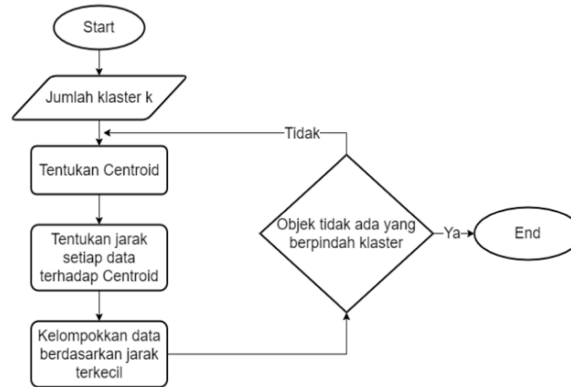 Start
Jumlah klaster k
Tidak
Tentukan Centroid
Tentukan jarak
setiap data
terhadap Centroid
Kelompokkan data
berdasarkan jarak
terkecil
Objek tidak ada yang
berpindah klaster
Ya
End